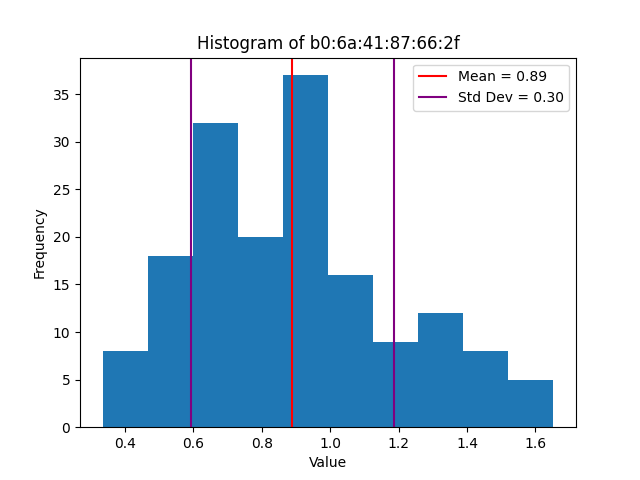 Histogram of b0:6a:41:87:66:2f
Mean = 0.89
Std Dev = 0.30
Frequency
35
30
25
20
15
10
5
0
0.4 0.6 0.8 1.0 1.2 1.4 1.6
Value